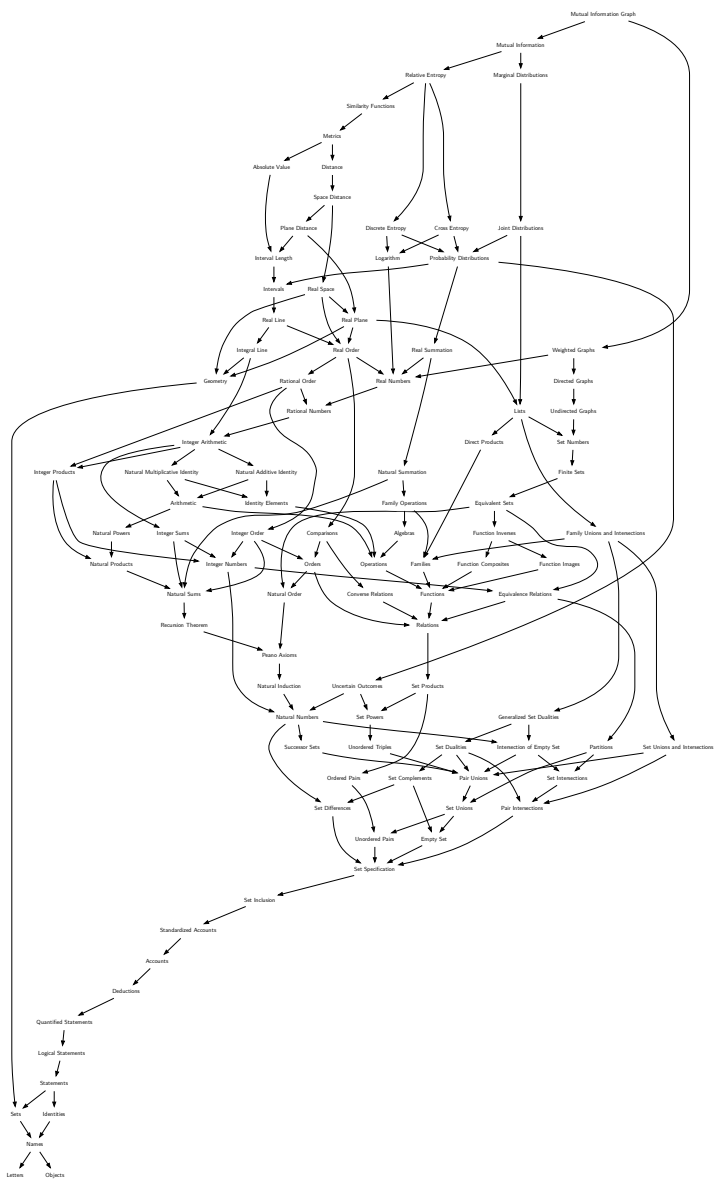 Mutual Information Graph
Mutual Information
Relative Entropy Marginal Distributions
Similarity Functions
Metrics
Absolute Value Distance
Space Distance
Plane Distance Discrete Entropy Cross Entropy Joint Distributions
Interval Length Logarithm Probability Distributions
Intervals Real Space
Real Line Real Plane
Integral Line Real Order Real Summation Weighted Graphs
Geometry Rational Order Real Numbers Directed Graphs
Rational Numbers Lists Undirected Graphs
Integer Arithmetic Direct Products Set Numbers
Integer Products Natural Multiplicative Identity Natural Additive Identity Natural Summation Finite Sets
Arithmetic Identity Elements Family Operations Equivalent Sets
Natural Powers Integer Sums Integer Order Comparisons Algebras Function Inverses Family Unions and Intersections
Natural Products Integer Numbers Orders Operations Families Function Composites Function Images
Natural Sums Natural Order Converse Relations Functions Equivalence Relations
Recursion Theorem Relations
Peano Axioms
Natural Induction Uncertain Outcomes Set Products
Natural Numbers Set Powers Generalized Set Dualities
Successor Sets Unordered Triples Set Dualities Intersection of Empty Set Partitions Set Unions and Intersections
Ordered Pairs Set Complements Pair Unions Set Intersections
Set Differences Set Unions Pair Intersections
Unordered Pairs Empty Set
Set Specification
Set Inclusion
Standardized Accounts
Accounts
Deductions
Quantified Statements
Logical Statements
Statements
Sets Identities
Names
Letters Objects